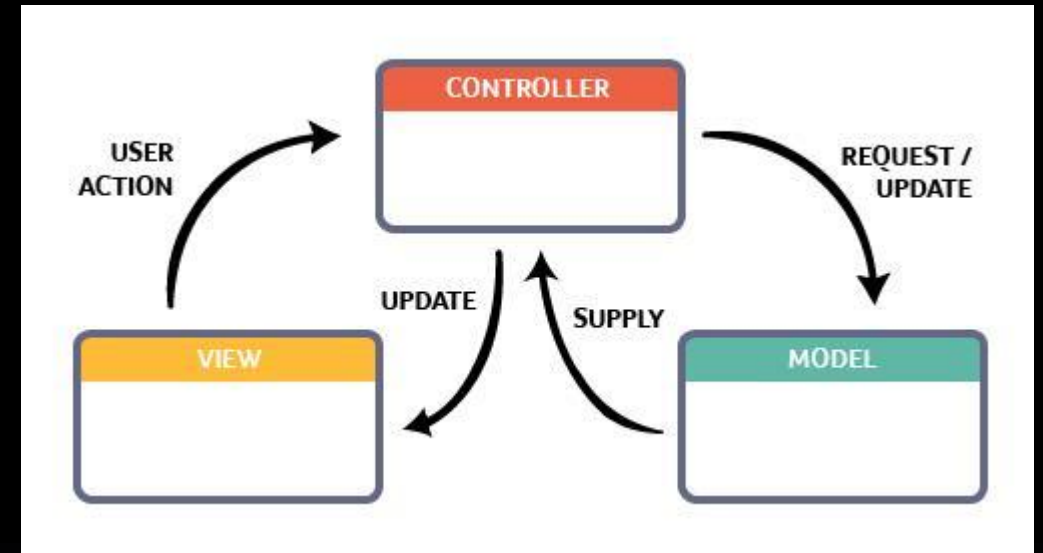 CONTROLLER
USER
ACTION
REQUEST /
UPDATE
UPDATE
SUPPLY
VIEW
MODEL